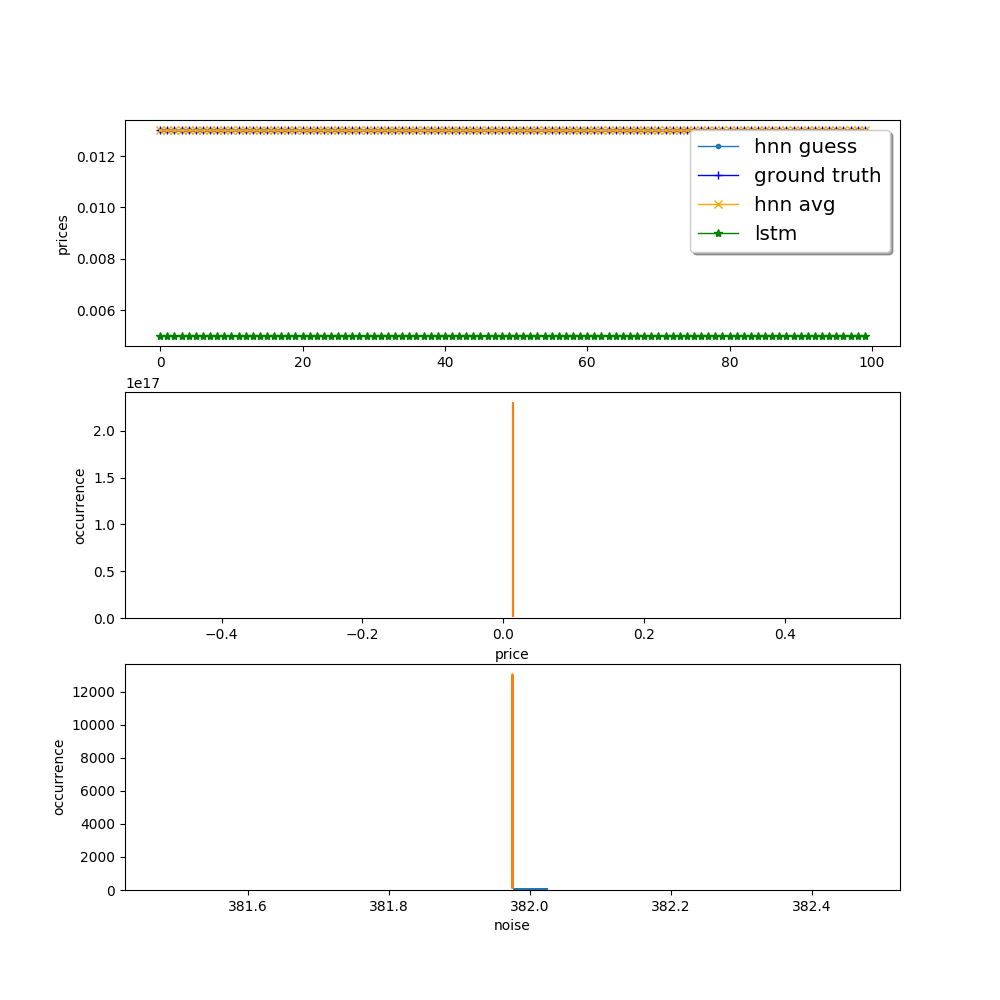 0.012
0.010
0.008
0.006
prices
hnn guess
ground truth
hnn avg
lstm
0 20 40 60 80 100
1e17
2.0
1.5
1.0
0.5
0.0
occurrence
−0.4 −0.2 0.0 0.2 0.4
price
12000
10000
8000
6000
4000
2000
0
occurrence
381.6 381.8 382.0 382.2 382.4
noise